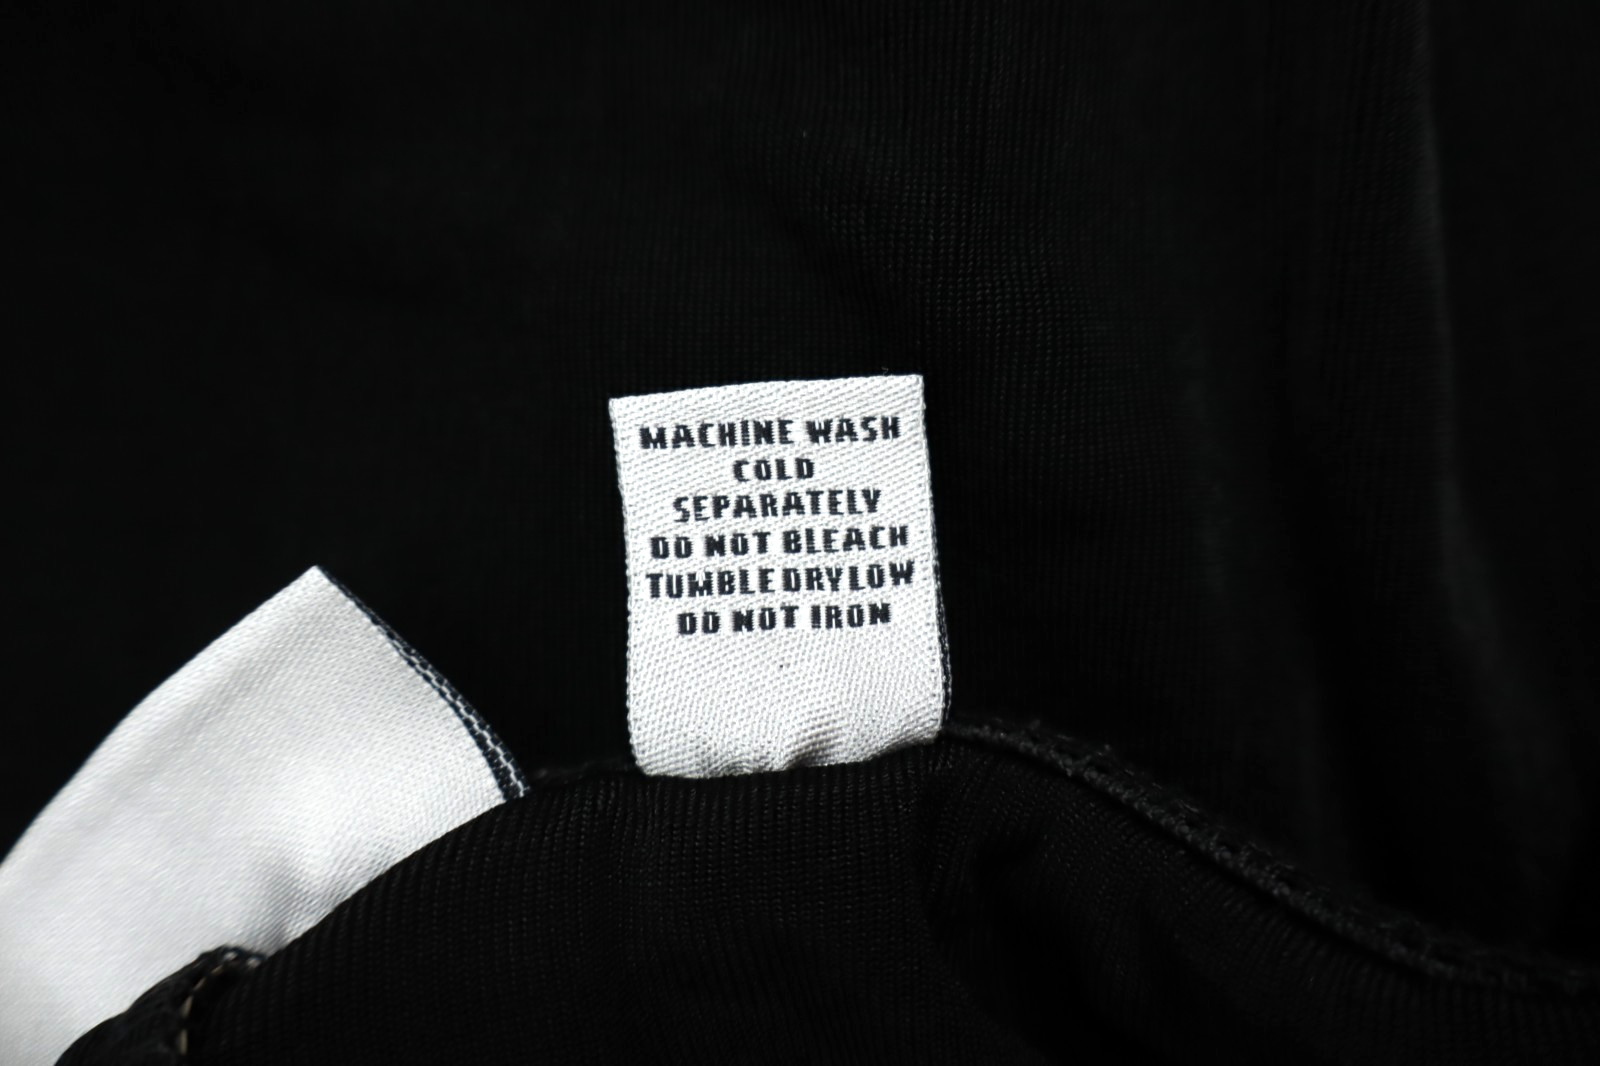 MACHINE WASH
COLD
SEPARATELY
DO NOT BLEACH
TUMBLE DRY LOW
DO NOT IRON